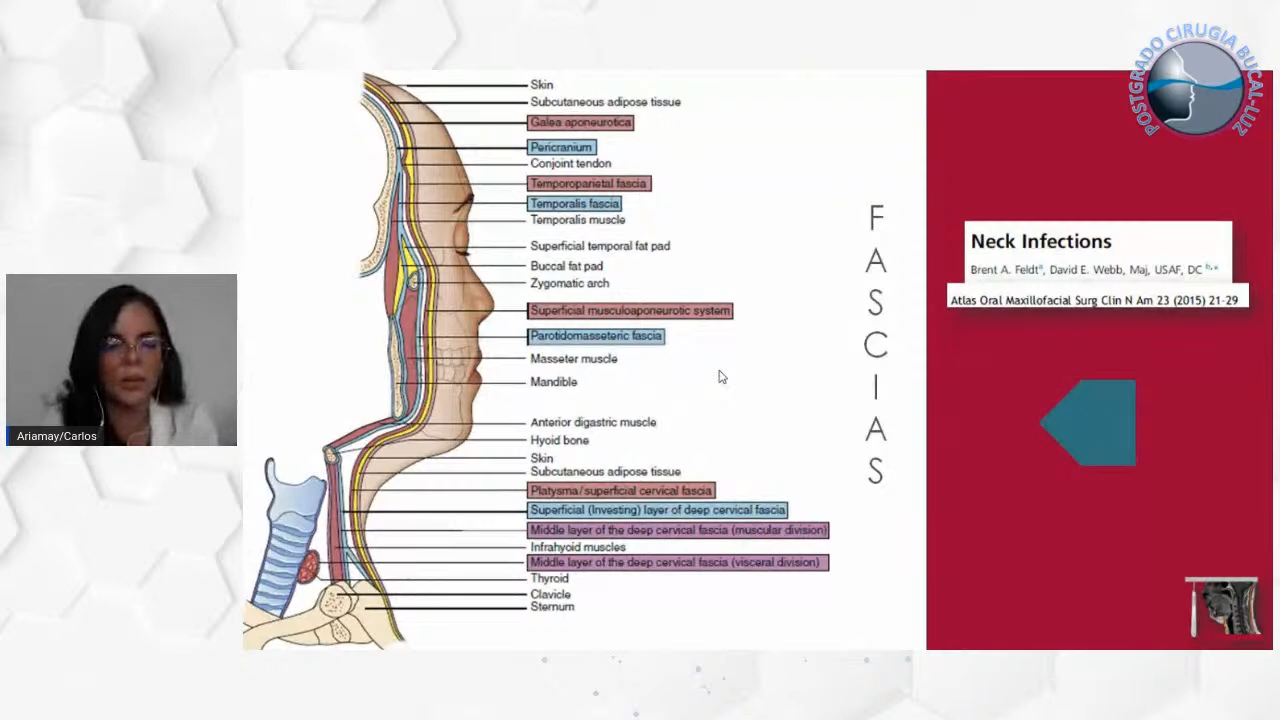 POSTGRADO CIRUGIA BUCAL-LUZ
Skin
Subcutaneous adipose tissue
Galea aponeurotica
Pericranium
Conjoint tendon
Temporoparietal fascia
Temporalis fascia
Temporalis muscle
Superficial temporal fat pad
Buccal fat pad
Zygomatic arch
Superficial musculoaponeurotic system
Parotidomasseteric fascia
Masseter muscle
Mandible
Anterior digastric muscle
Hyoid bone
Skin
Subcutaneous adipose tissue
Platysma/superficial cervical fascia
Superficial (Investing) layer of deep cervical fascia
Middle layer of the deep cervical fascia (muscular division)
Infrahyoid muscles
Middle layer of the deep cervical fascia (visceral division)
Thyroid
Clavicle
Sternum
FASCIAS
Neck Infections
Brent A. Feldt a, David E. Webb, Maj, USAF, DC b,*
Atlas Oral Maxillofacial Surg Clin N Am 23 (2015) 21-29
Ariamay/Carlos